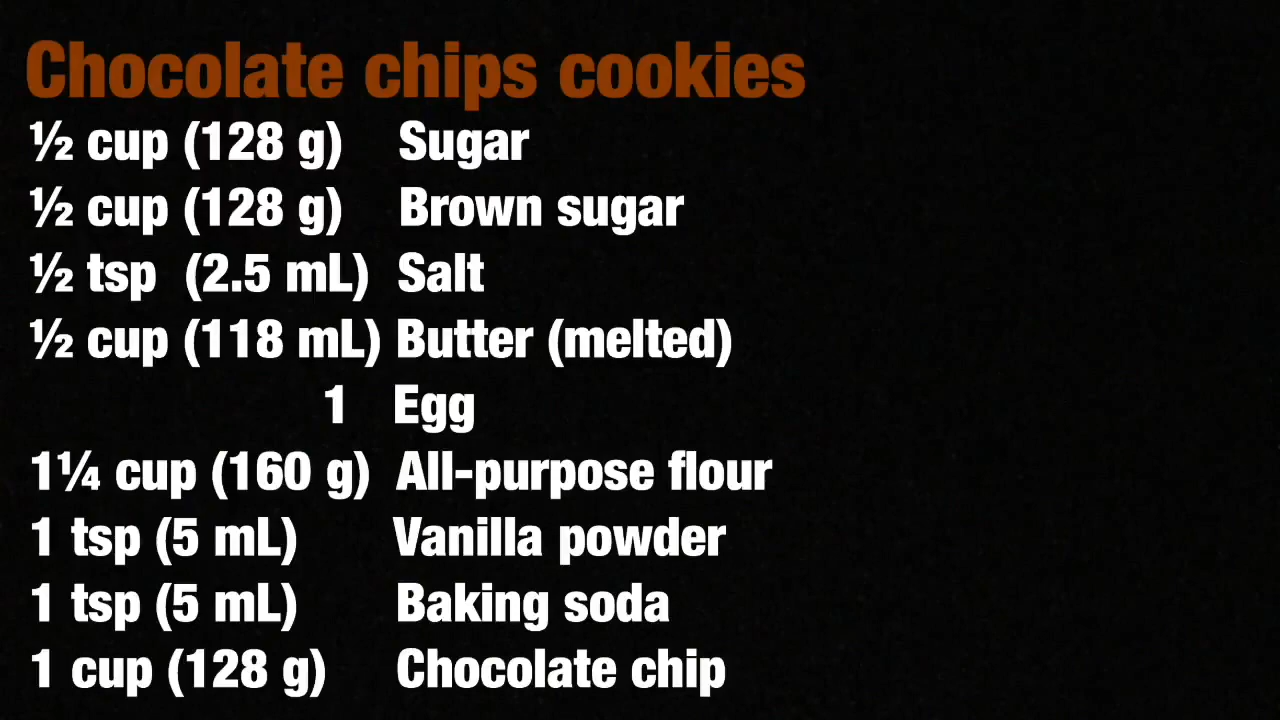 Chocolate chips cookies
½ cup (128 g) Sugar
½ cup (128 g) Brown sugar
½ tsp (2.5 mL) Salt
½ cup (118 mL) Butter (melted)
1 Egg
1¼ cup (160 g) All-purpose flour
1 tsp (5 mL) Vanilla powder
1 tsp (5 mL) Baking soda
1 cup (128 g) Chocolate chip